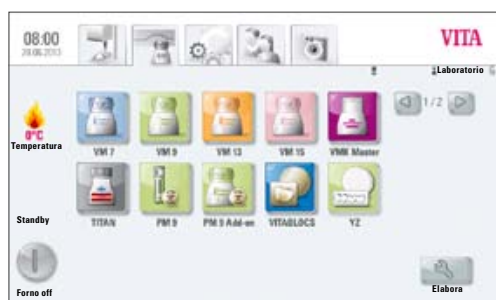 08:00
VITA
Laboratorio
0°C
Temperatura
1/2
VM 7
VM 9
VM 13
VM 15
VMK Master
TITAN
PM 9
PM 9 Add-on
VITABLOCS
YZ
Standby
Forno off
Elabora